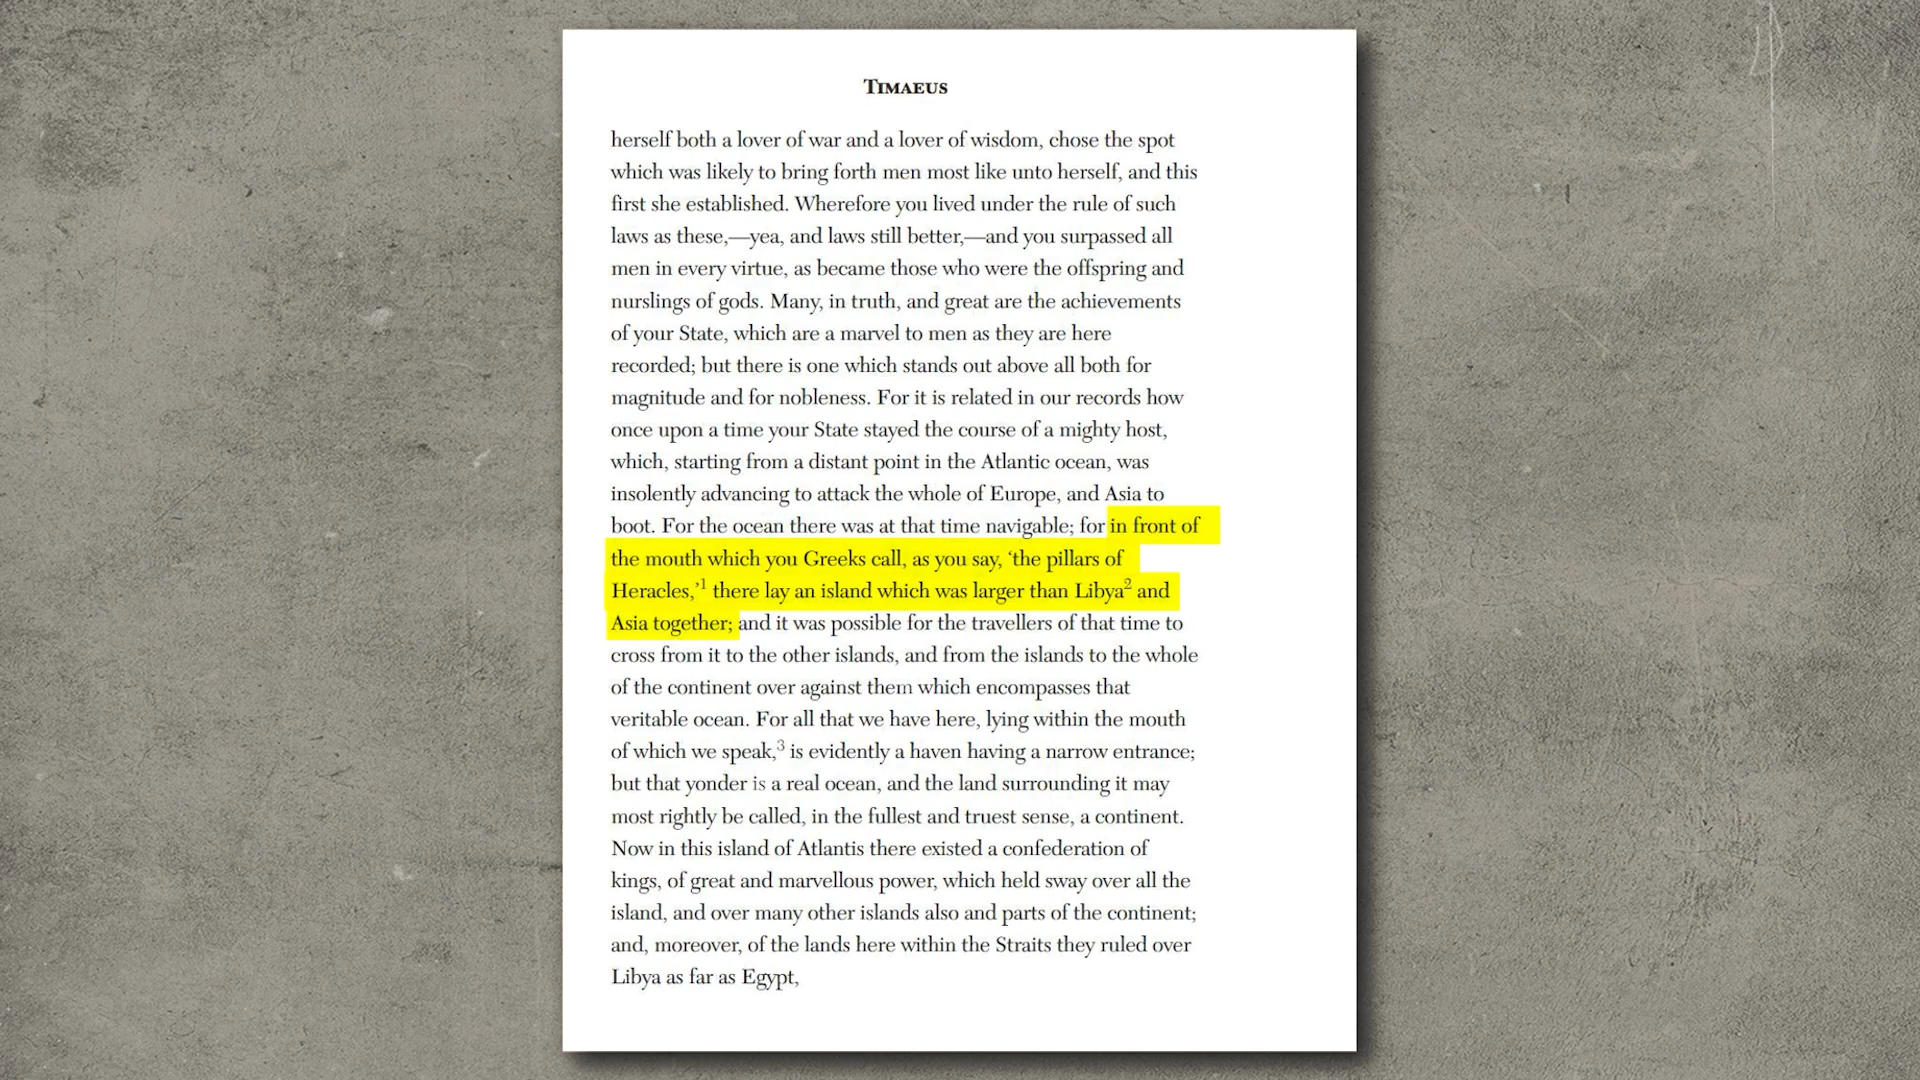 TIMAEUS
herself both a lover of war and a lover of wisdom, chose the spot
which was likely to bring forth men most like unto herself, and this
first she established. Wherefore you lived under the rule of such
laws as these,—yea, and laws still better,—and you surpassed all
men in every virtue, as became those who were the offspring and
nurslings of gods. Many, in truth, and great are the achievements
of your State, which are a marvel to men as they are here
recorded; but there is one which stands out above all both for
magnitude and for nobleness. For it is related in our records how
once upon a time your State stayed the course of a mighty host,
which, starting from a distant point in the Atlantic ocean, was
insolently advancing to attack the whole of Europe, and Asia to
boot. For the ocean there was at that time navigable; for in front of
the mouth which you Greeks call, as you say, ‘the pillars of
Heracles,’¹ there lay an island which was larger than Libya² and
Asia together; and it was possible for the travellers of that time to
cross from it to the other islands, and from the islands to the whole
of the continent over against them which encompasses that
veritable ocean. For all that we have here, lying within the mouth
of which we speak,³ is evidently a haven having a narrow entrance;
but that yonder is a real ocean, and the land surrounding it may
most rightly be called, in the fullest and truest sense, a continent.
Now in this island of Atlantis there existed a confederation of
kings, of great and marvellous power, which held sway over all the
island, and over many other islands also and parts of the continent;
and, moreover, of the lands here within the Straits they ruled over
Libya as far as Egypt,